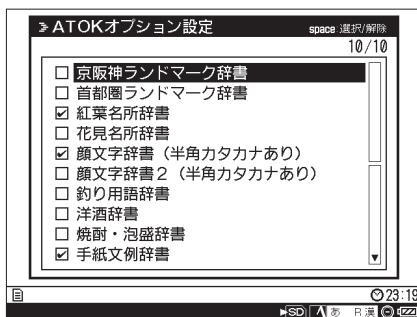 ATOKオプション設定 space:選択/解除
10/10
京阪神ランドマーク辞書
首都圏ランドマーク辞書
紅葉名所辞書
花見名所辞書
顔文字辞書（半角カタカナあり）
顔文字辞書２（半角カタカナあり）
釣り用語辞書
洋酒辞書
焼酎・泡盛辞書
手紙文例辞書
23:19
SD あ R漢